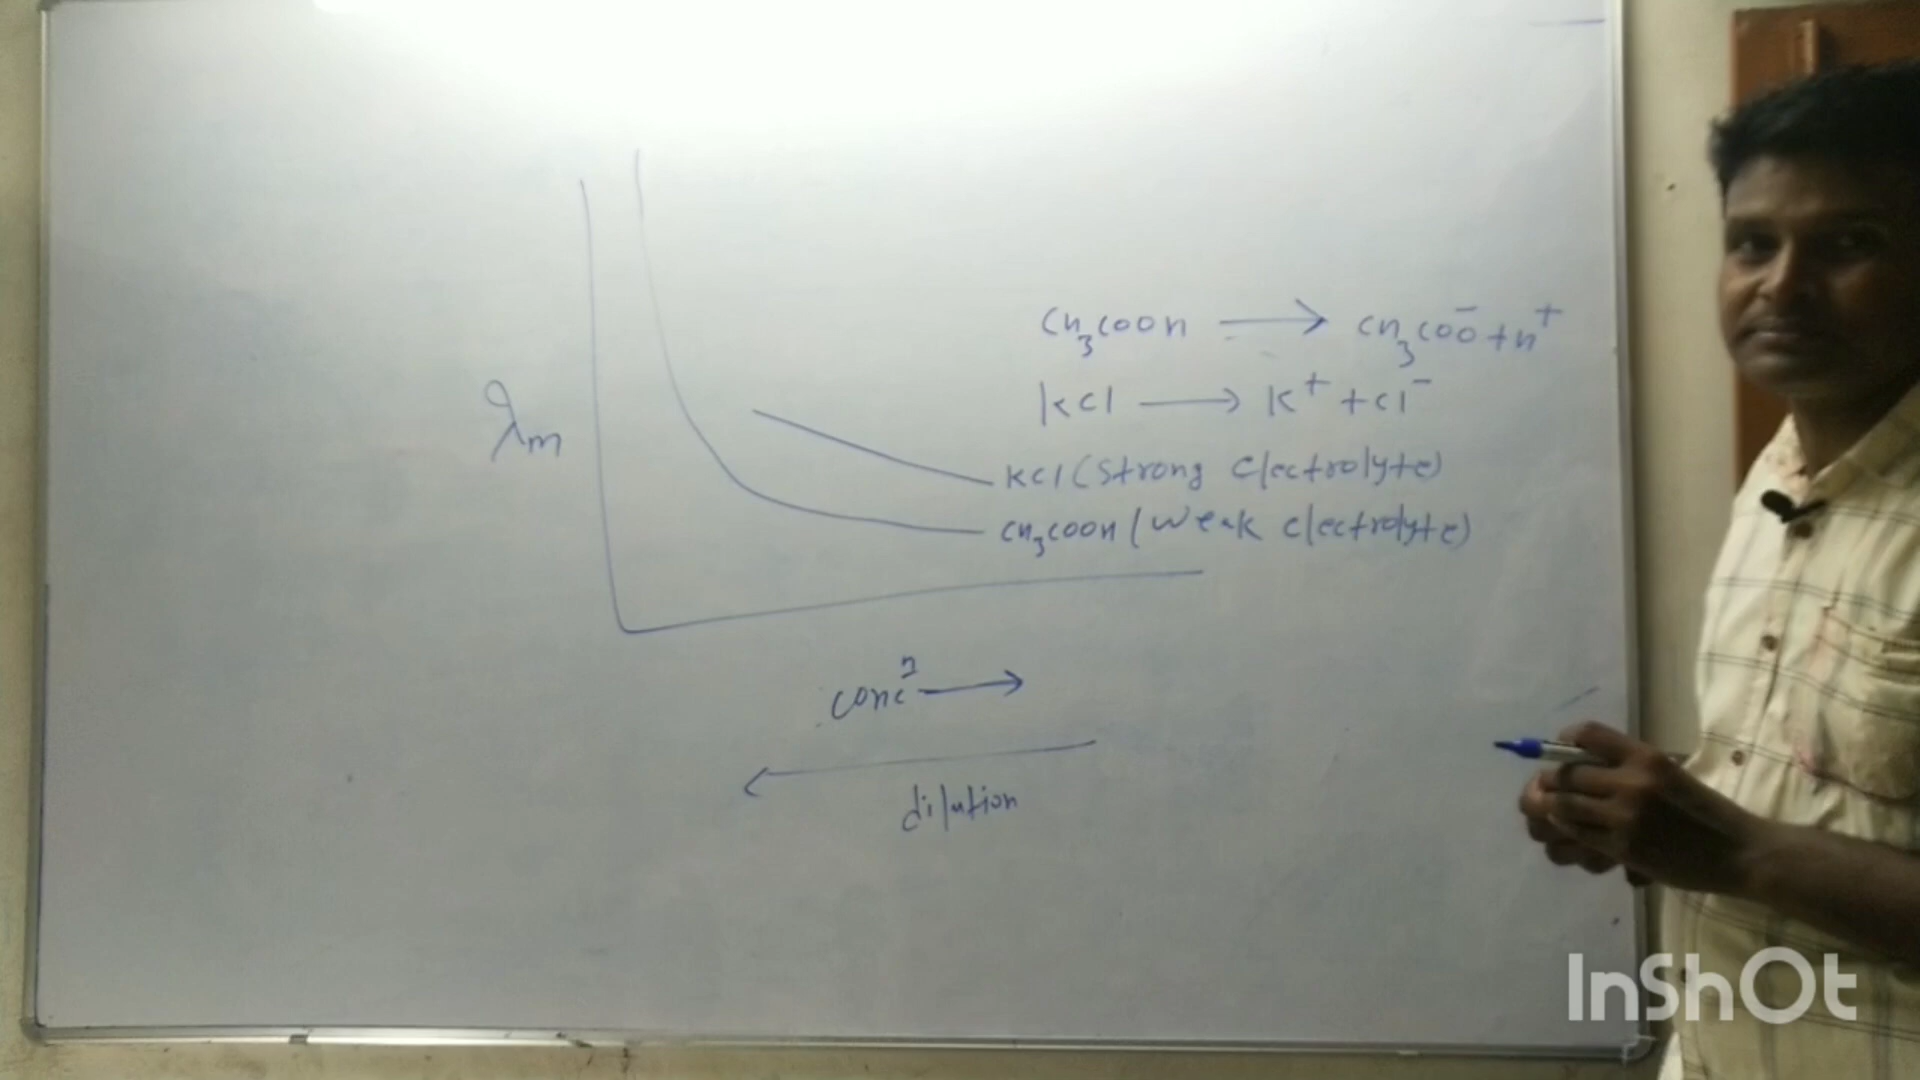 CH₃COOH ⟶ CH₃COO⁻ + H⁺
KCl ⟶ K⁺ + Cl⁻
λm
KCl (Strong Electrolyte)
CH₃COOH (Weak Electrolyte)
concⁿ ⟶
⟵
dilution
InShOt